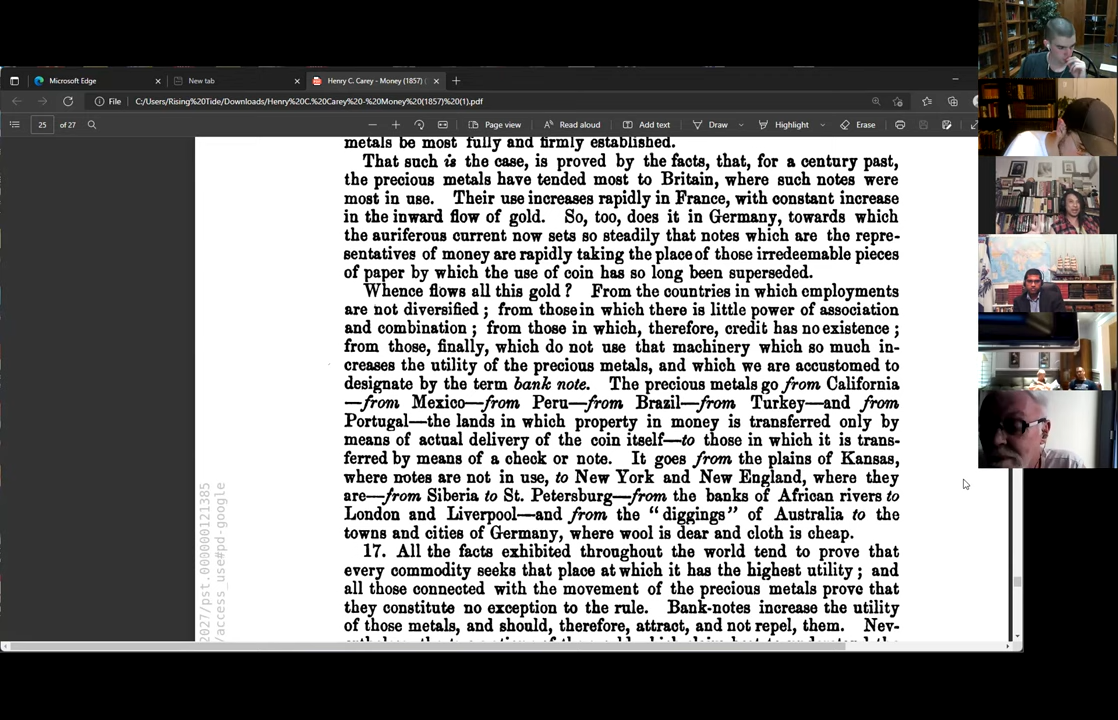 Microsoft Edge
New tab
Henry C. Carey - Money (1857) (
File
C:/Users/Rising%20Tide/Downloads/Henry%20C.%20Carey%20-%20Money%20(1857)%20(1).pdf
25 of 27
Page view
Read aloud
Add text
Draw
Highlight
Erase
metals be most fully and firmly established.
That such is the case, is proved by the facts, that, for a century past,
the precious metals have tended most to Britain, where such notes were
most in use. Their use increases rapidly in France, with constant increase
in the inward flow of gold. So, too, does it in Germany, towards which
the auriferous current now sets so steadily that notes which are the repre-
sentatives of money are rapidly taking the place of those irredeemable pieces
of paper by which the use of coin has so long been superseded.
Whence flows all this gold? From the countries in which employments
are not diversified; from those in which there is little power of association
and combination; from those in which, therefore, credit has no existence;
from those, finally, which do not use that machinery which so much in-
creases the utility of the precious metals, and which we are accustomed to
designate by the term bank note. The precious metals go from California
—from Mexico—from Peru—from Brazil—from Turkey—and from
Portugal—the lands in which property in money is transferred only by
means of actual delivery of the coin itself—to those in which it is trans-
ferred by means of a check or note. It goes from the plains of Kansas,
where notes are not in use, to New York and New England, where they
are—from Siberia to St. Petersburg—from the banks of African rivers to
London and Liverpool—and from the "diggings" of Australia to the
towns and cities of Germany, where wool is dear and cloth is cheap.
17. All the facts exhibited throughout the world tend to prove that
every commodity seeks that place at which it has the highest utility; and
all those connected with the movement of the precious metals prove that
they constitute no exception to the rule. Bank-notes increase the utility
of those metals, and should, therefore, attract, and not repel, them. Nev-
2027/pst.000000121385
/access_use#pd-google